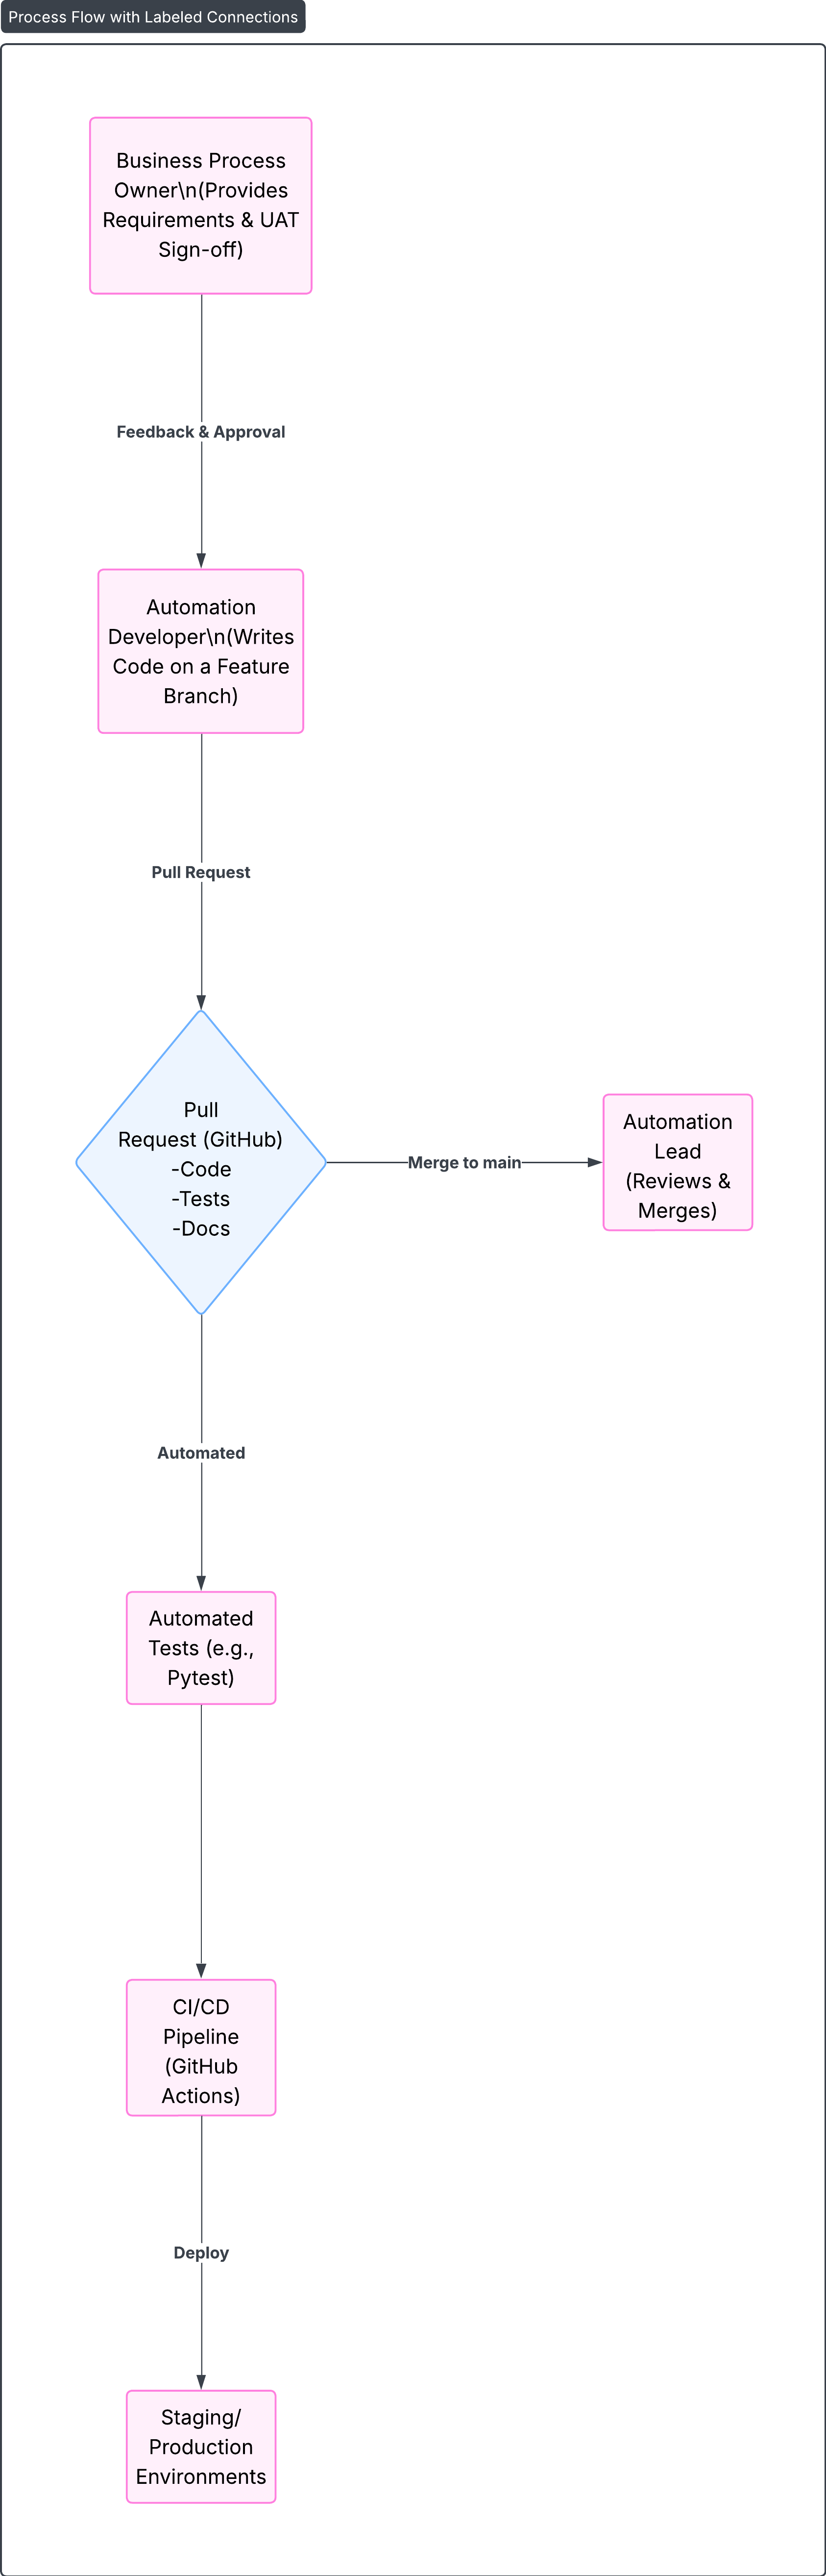 Process Flow with Labeled Connections
Business Process
Owner\n(Provides
Requirements & UAT
Sign-off)
Feedback & Approval
Automation
Developer\n(Writes
Code on a Feature
Branch)
Pull Request
Pull
Request (GitHub)
-Code
-Tests
-Docs
Merge to main
Automation
Lead
(Reviews &
Merges)
Automated
Automated
Tests (e.g.,
Pytest)
CI/CD
Pipeline
(GitHub
Actions)
Deploy
Staging/
Production
Environments